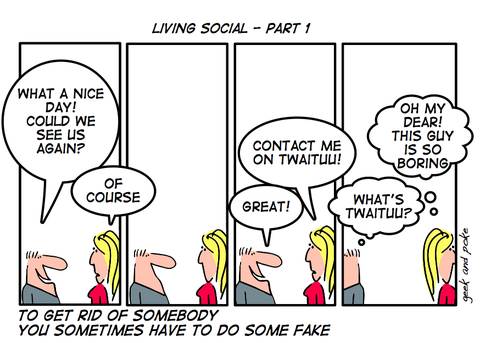 LIVING SOCIAL - PART 1
WHAT A NICE
DAY!
COULD WE
SEE US
AGAIN?
OF
COURSE
CONTACT ME
ON TWAITUU!
GREAT!
OH MY
DEAR!
THIS GUY
IS SO
BORING
WHAT'S
TWAITUU?
geek and poke
TO GET RID OF SOMEBODY
YOU SOMETIMES HAVE TO DO SOME FAKE